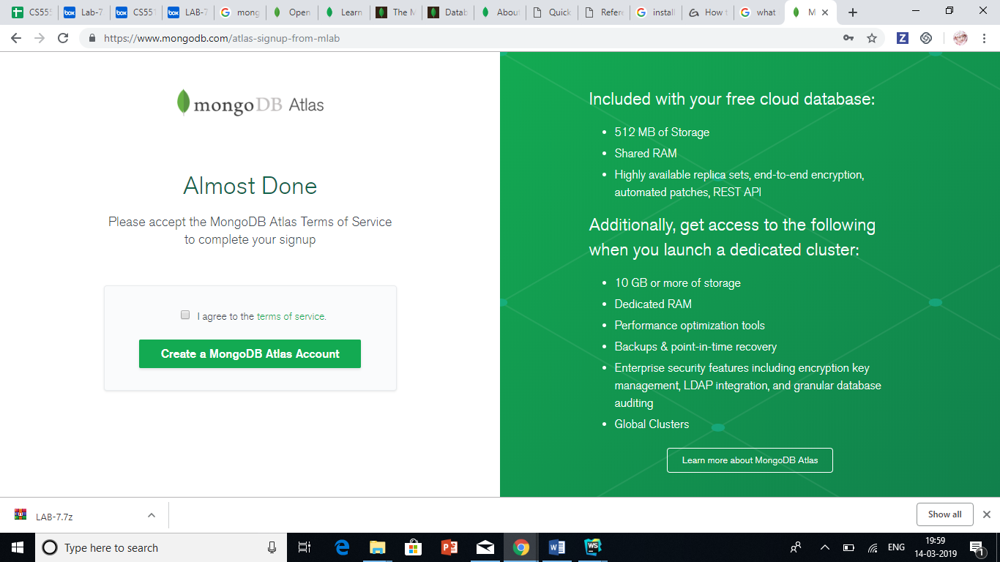 CS555
Lab-7
CS551
LAB-7
mong
Open
Learn
The M
Datab
About
Quick
Refere
install
How t
what
M
https://www.mongodb.com/atlas-signup-from-mlab
mongoDB Atlas
Almost Done
Please accept the MongoDB Atlas Terms of Service
to complete your signup
I agree to the terms of service.
Create a MongoDB Atlas Account
Included with your free cloud database:
• 512 MB of Storage
• Shared RAM
• Highly available replica sets, end-to-end encryption,
automated patches, REST API
Additionally, get access to the following
when you launch a dedicated cluster:
• 10 GB or more of storage
• Dedicated RAM
• Performance optimization tools
• Backups & point-in-time recovery
• Enterprise security features including encryption key
management, LDAP integration, and granular database
auditing
• Global Clusters
Learn more about MongoDB Atlas
LAB-7.7z
Show all
Type here to search
ENG
19:59
14-03-2019
1